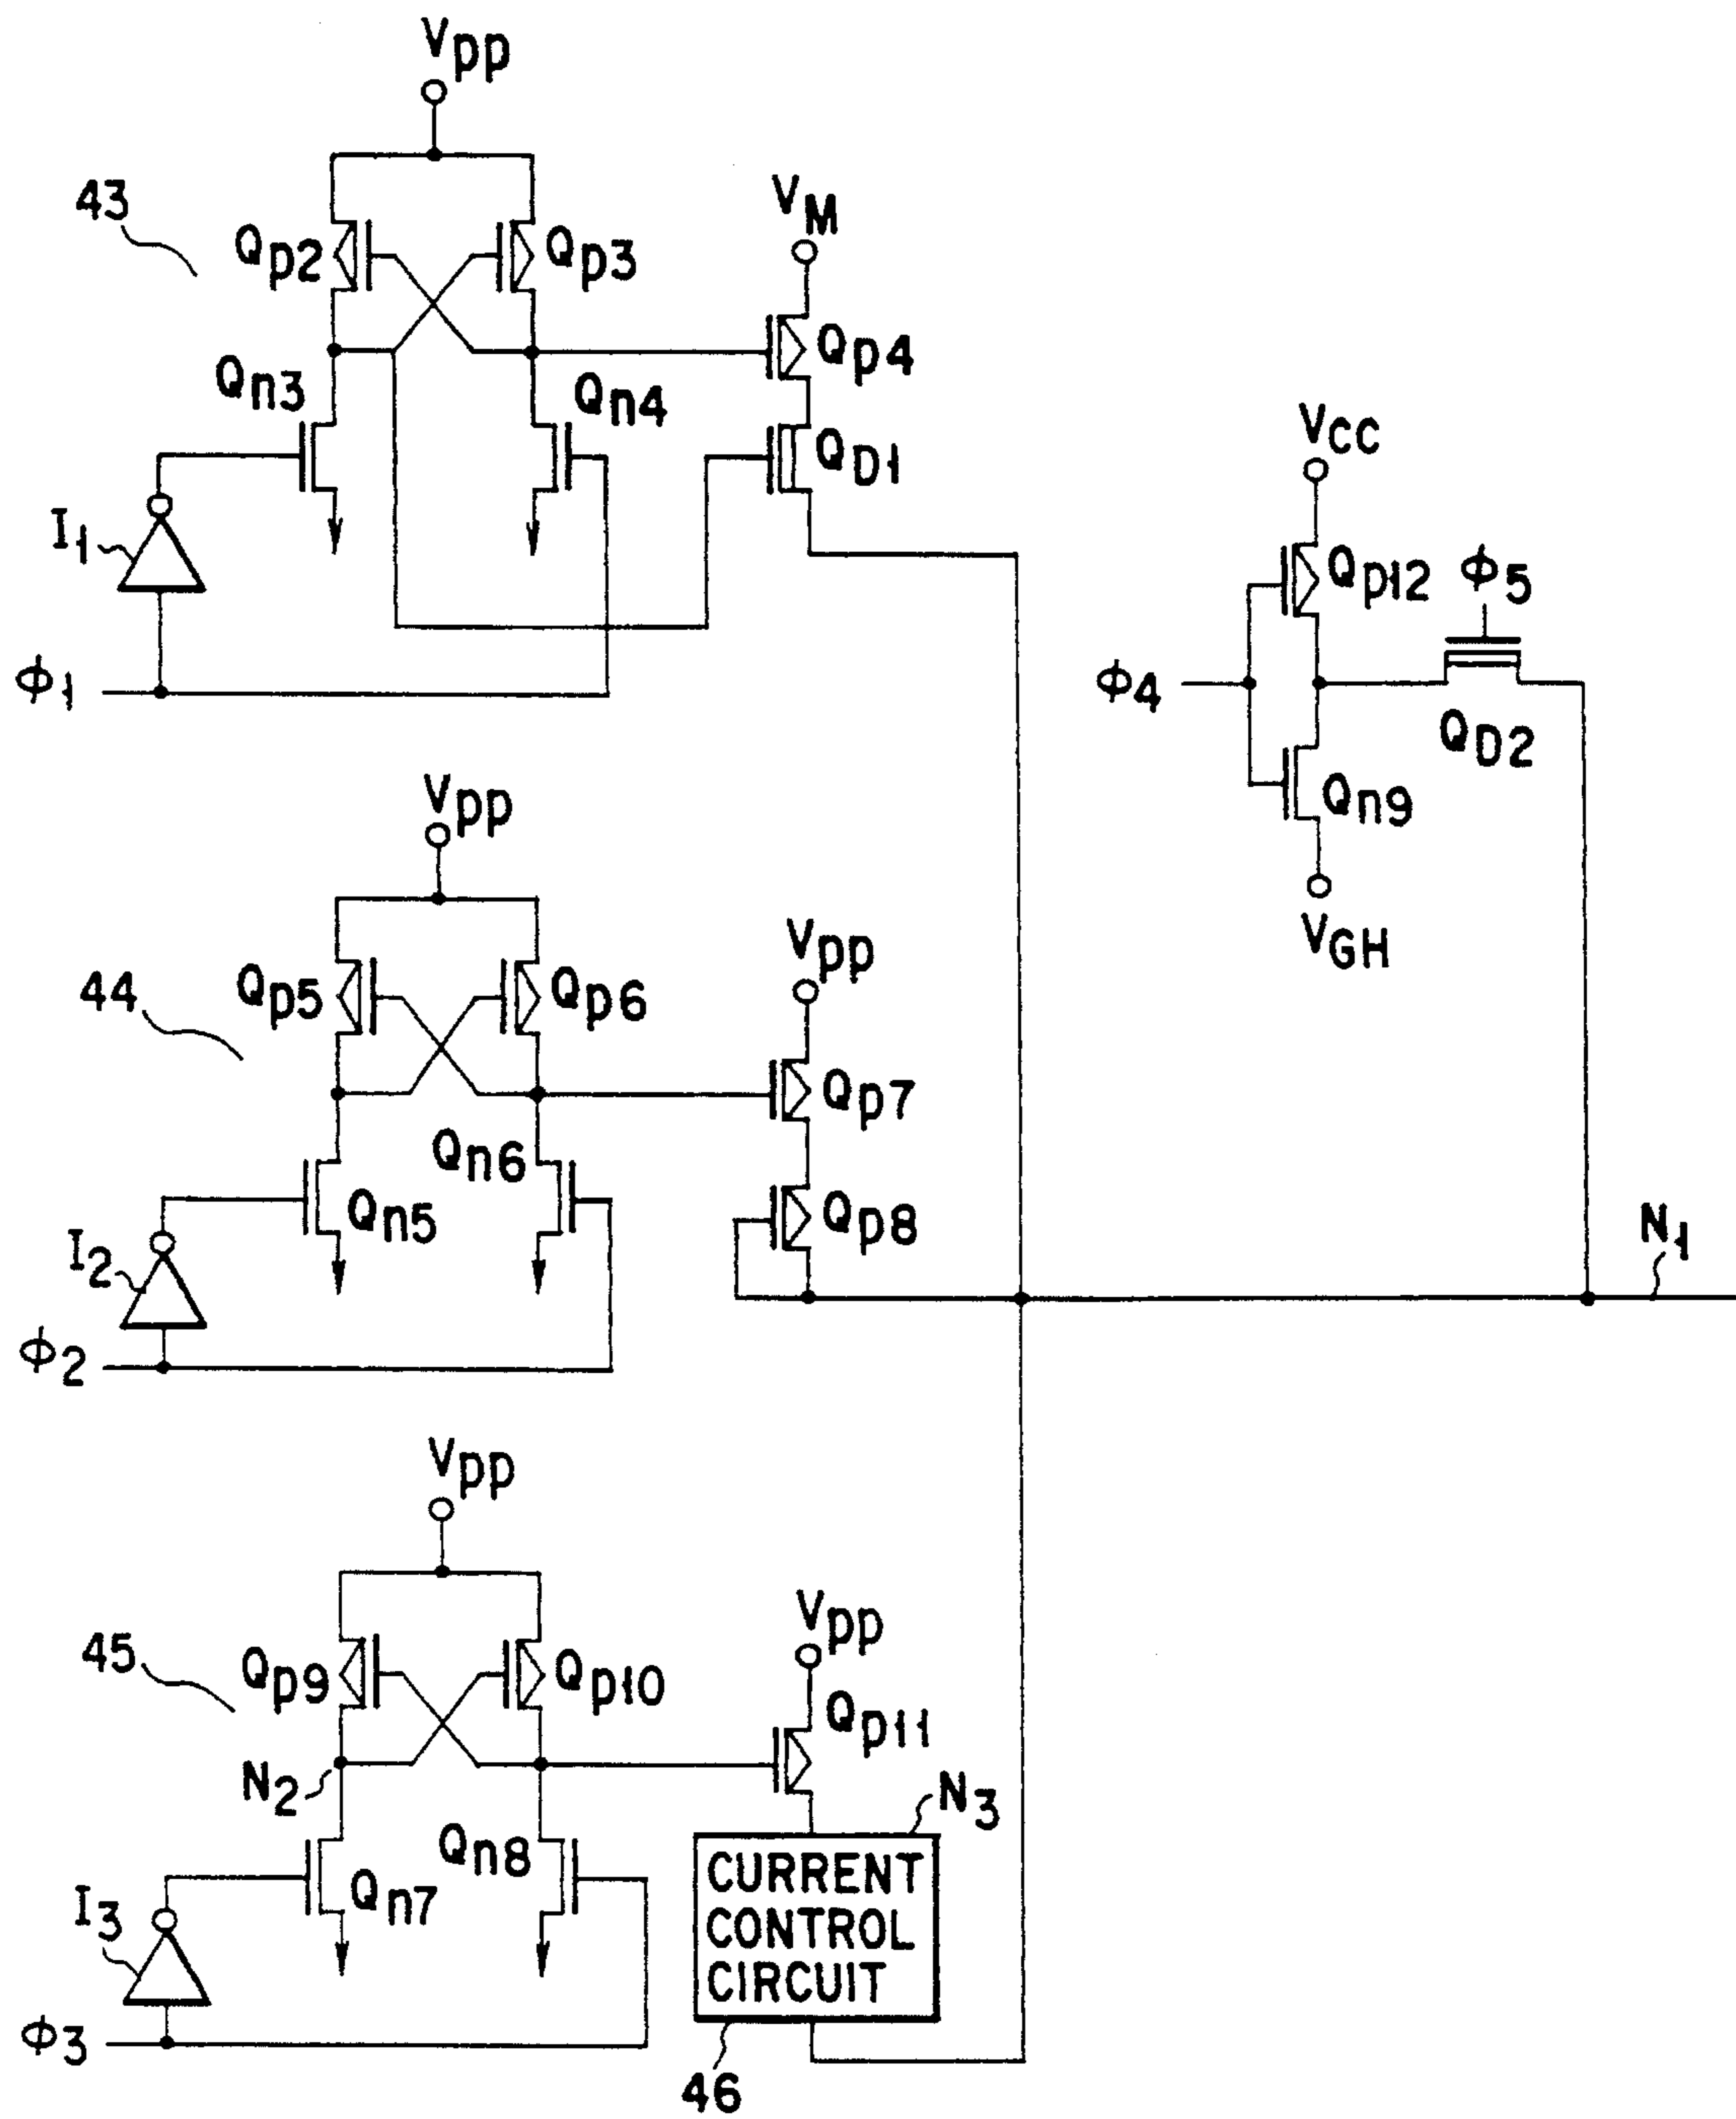 Vpp
43
Qp2
Qp3
VM
Qp4
Qn3
Qn4
QD1
I1
Φ1
VCC
Qp12
Φ5
Φ4
QD2
Qn9
VGH
Vpp
44
Qp5
Qp6
Vpp
Qp7
Qn6
Qn5
Qp8
I2
N1
Φ2
Vpp
45
Qp9
Qp10
Vpp
Qp11
N2
N3
Qn8
Qn7
I3
CURRENT
CONTROL
CIRCUIT
Φ3
46